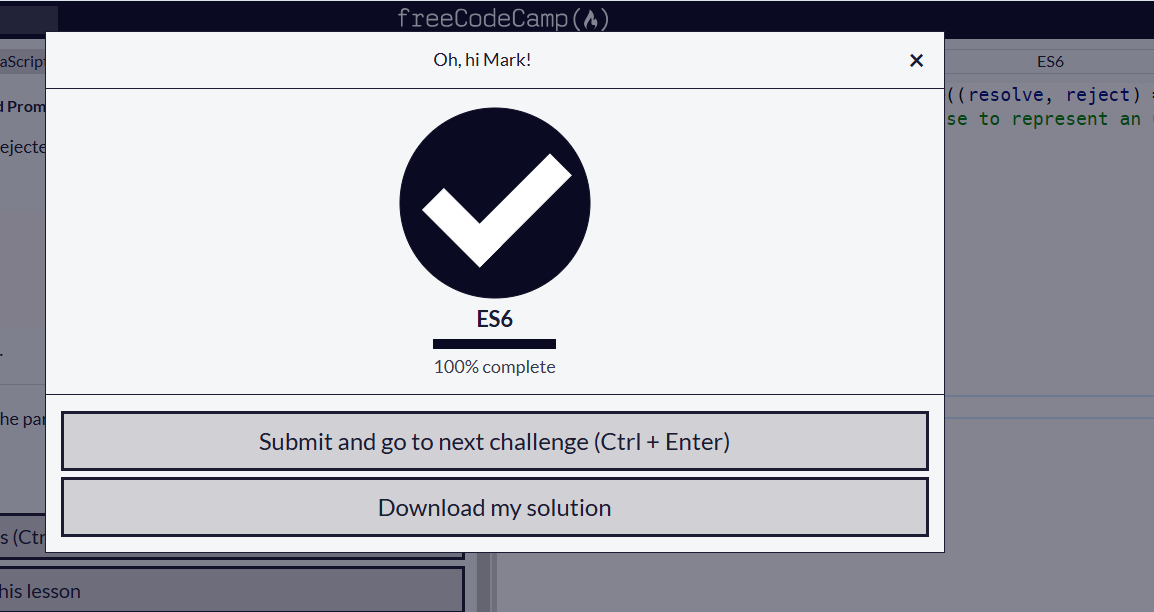 freeCodeCamp
Oh, hi Mark!
×
aScript
ES6
d Prom
((resolve, reject) =
se to represent an
ejecte
ES6
100% complete
he par
Submit and go to next challenge (Ctrl + Enter)
Download my solution
s (Ctr
his lesson